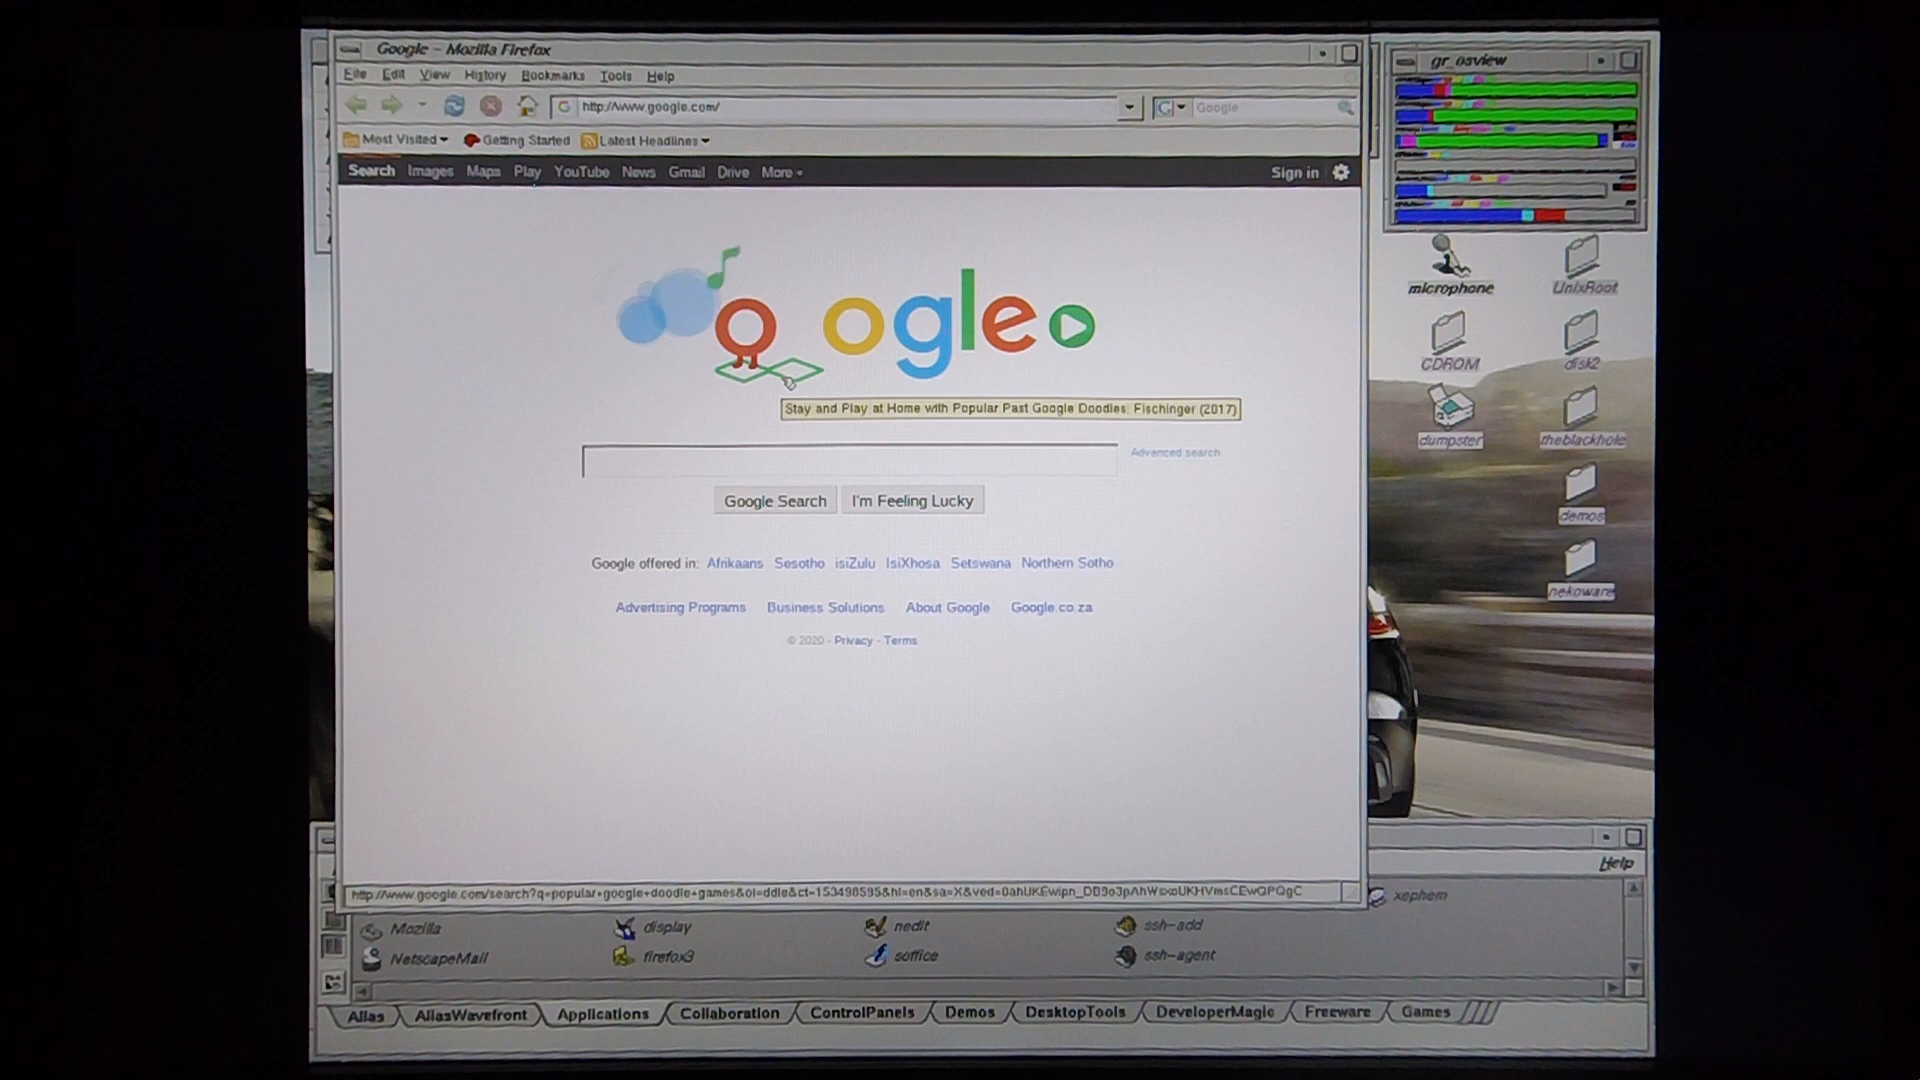 Google - Mozilla Firefox
File Edit View History Bookmarks Tools Help
http://www.google.com/
Google
Most Visited
Getting Started
Latest Headlines
Search Images Maps Play YouTube News Gmail Drive More
Sign in
ogle
Stay and Play at Home with Popular Past Google Doodles: Fischinger (2017)
Advanced search
Google Search
I'm Feeling Lucky
Google offered in: Afrikaans Sesotho isiZulu IsiXhosa Setswana Northern Sotho
Advertising Programs Business Solutions About Google Google.co.za
© 2020 - Privacy - Terms
gr_osview
microphone
UnixRoot
CDROM
disk2
dumpster
theblackhole
demos
nekoware
Help
xephem
Mozilla
display
nedit
ssh-add
NetscapeMail
firefox3
soffice
ssh-agent
Alias
AliasWavefront
Applications
Collaboration
ControlPanels
Demos
DesktopTools
DeveloperMagic
Freeware
Games